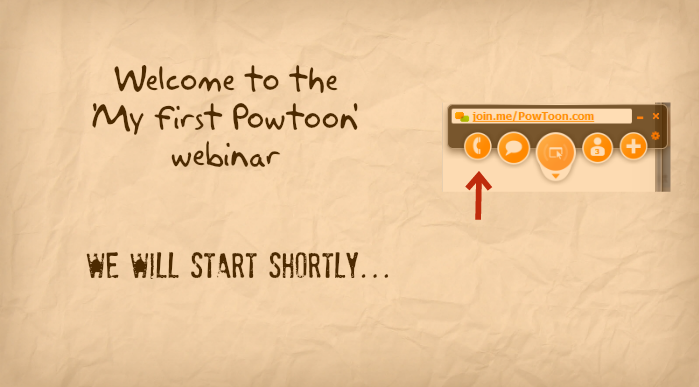 Welcome to the
'My first Powtoon'
webinar
join.me/PowToon.com
WE WILL START SHORTLY...